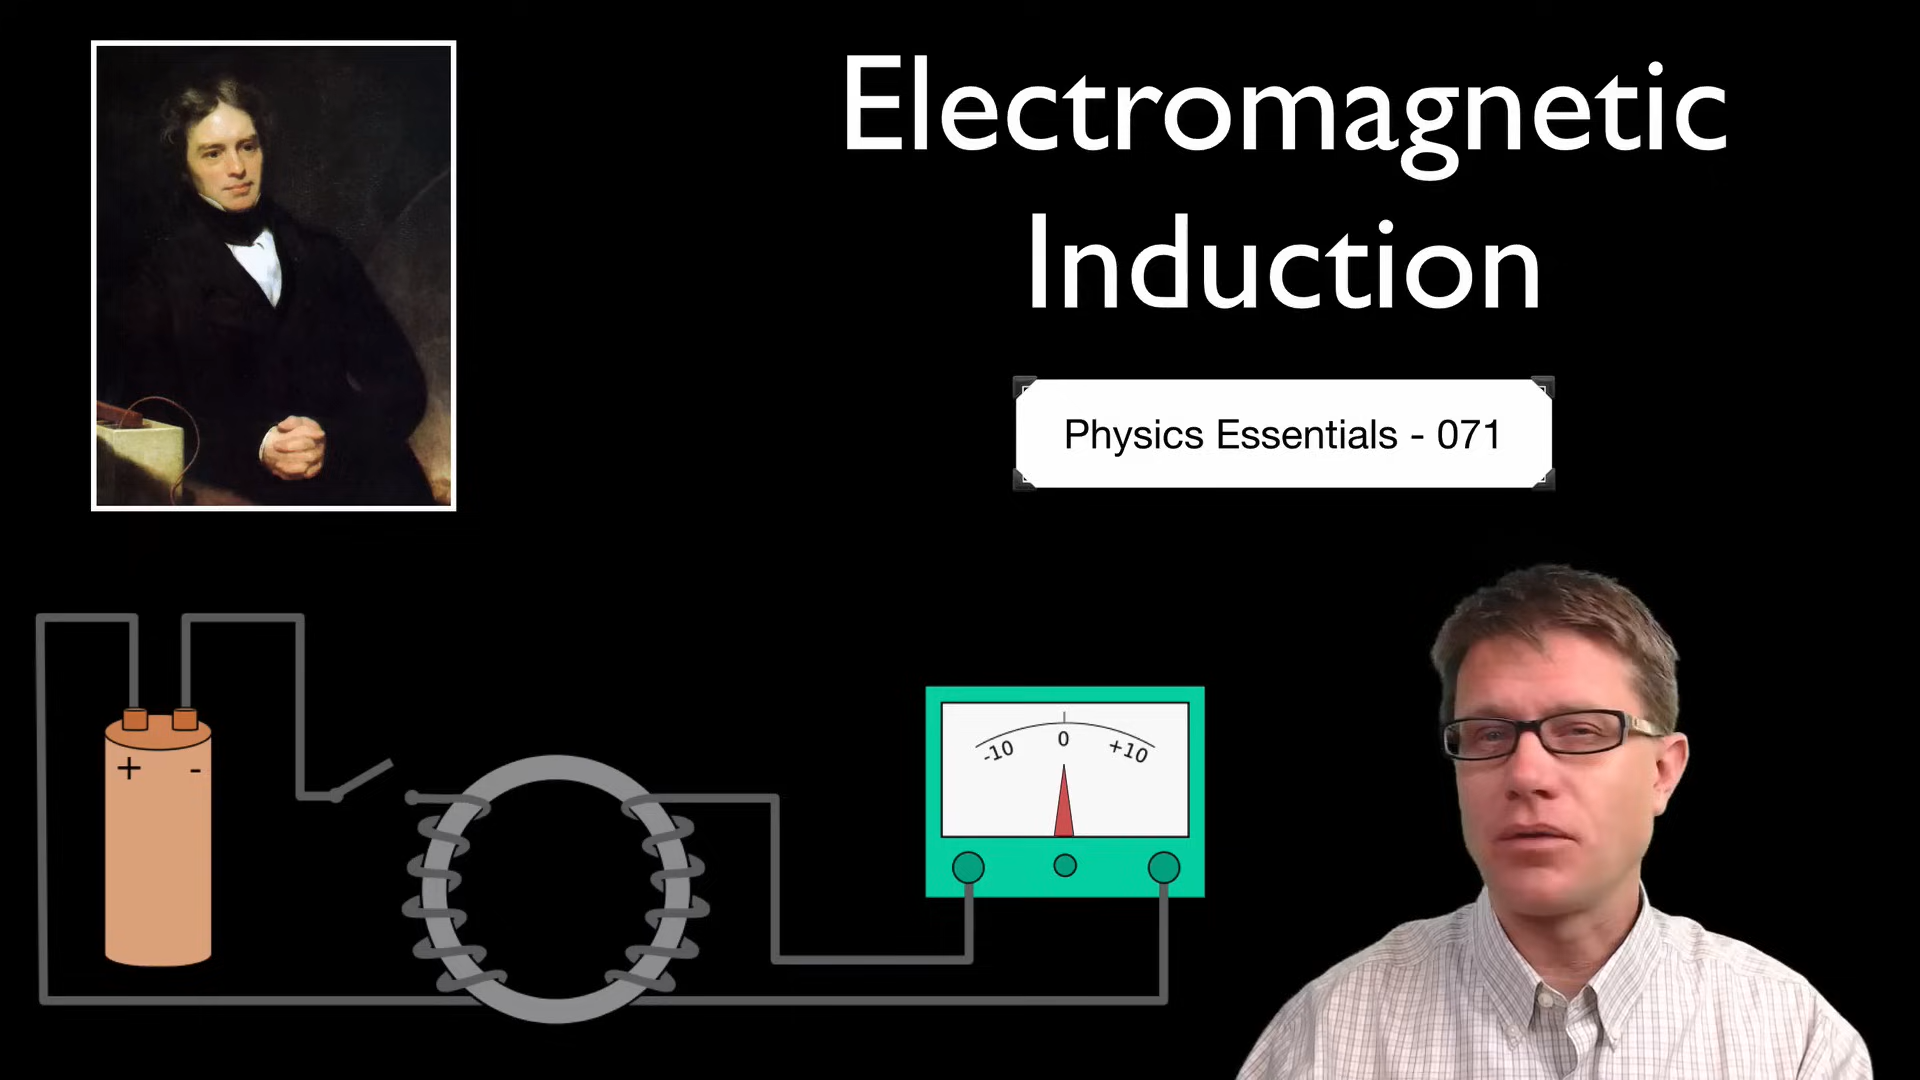 Electromagnetic
Induction
Physics Essentials - 071
+ -
-10 0 +10